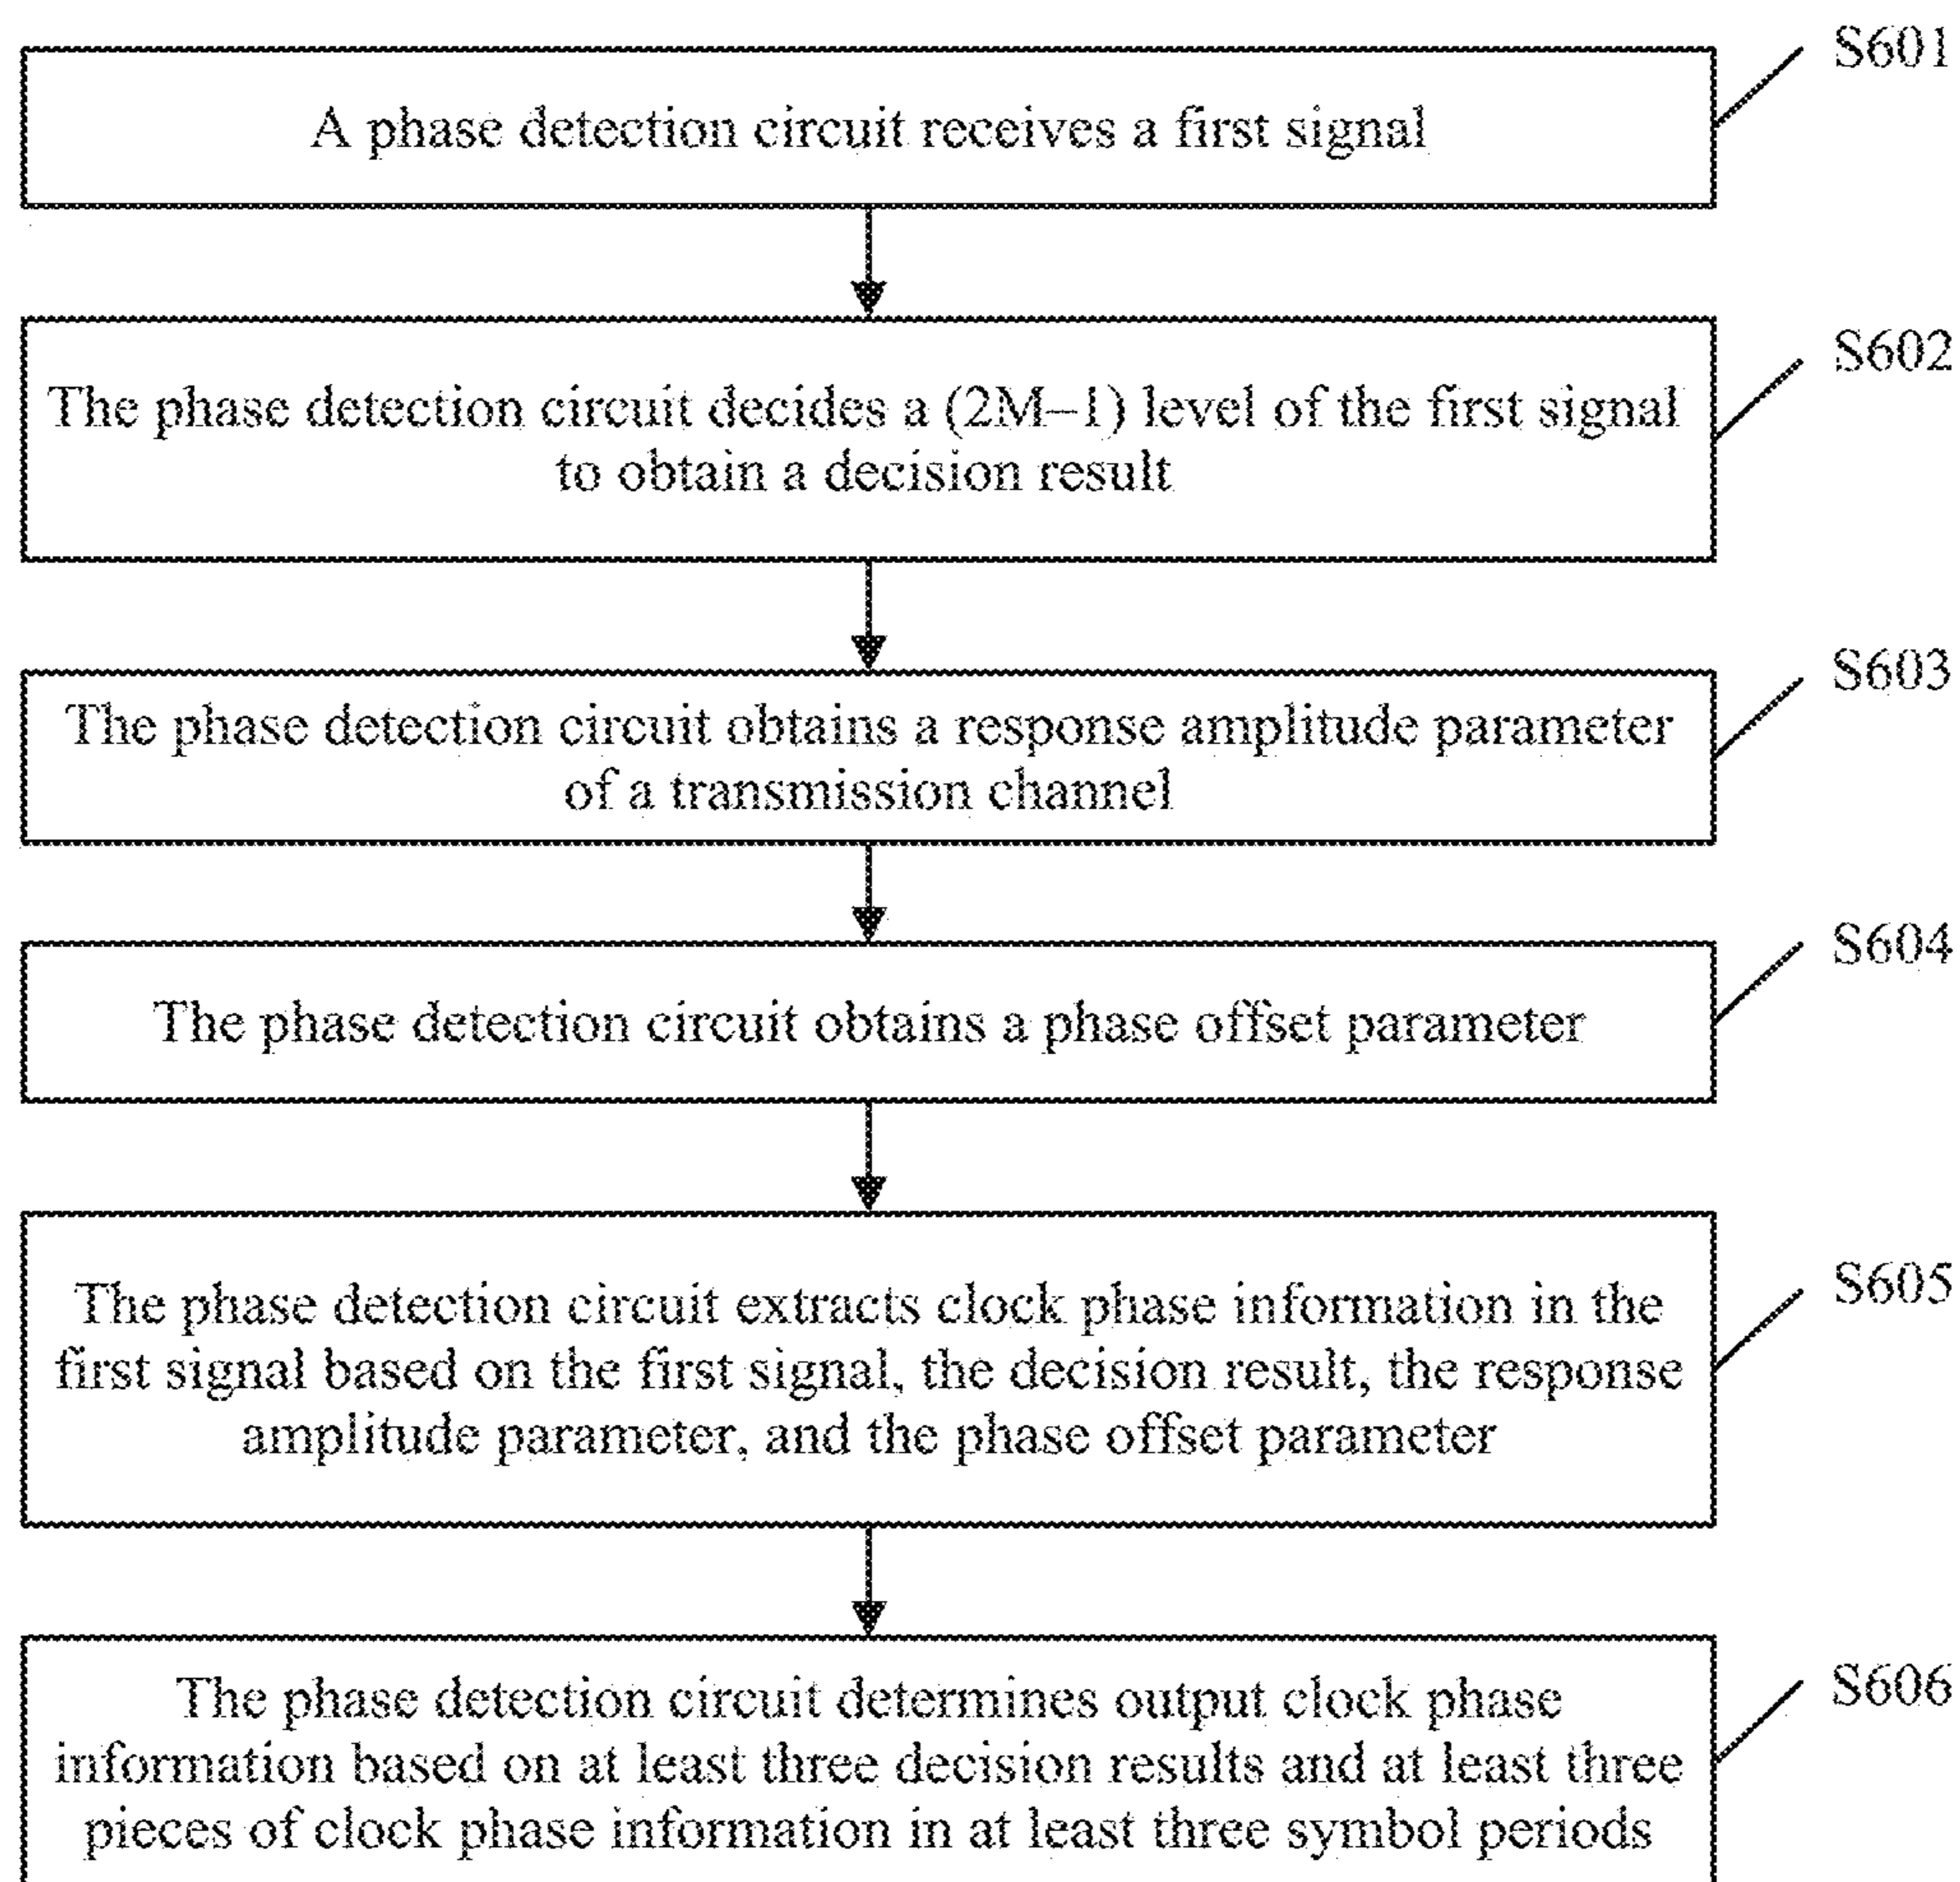 S601
A phase detection circuit receives a first signal
S602
The phase detection circuit decides a (2M–1) level of the first signal
to obtain a decision result
S603
The phase detection circuit obtains a response amplitude parameter
of a transmission channel
S604
The phase detection circuit obtains a phase offset parameter
S605
The phase detection circuit extracts clock phase information in the
first signal based on the first signal, the decision result, the response
amplitude parameter, and the phase offset parameter
S606
The phase detection circuit determines output clock phase
information based on at least three decision results and at least three
pieces of clock phase information in at least three symbol periods